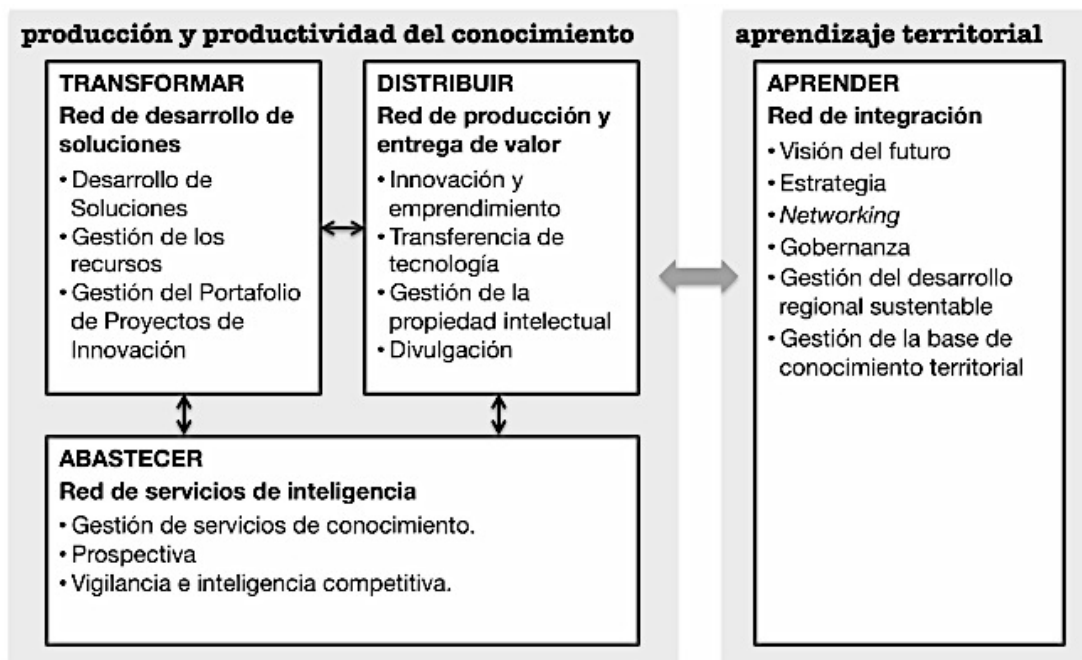 producción y productividad del conocimiento
TRANSFORMAR
Red de desarrollo de
soluciones
• Desarrollo de
Soluciones
• Gestión de los
recursos
• Gestión del Portafolio
de Proyectos de
Innovación
DISTRIBUIR
Red de producción y
entrega de valor
• Innovación y
emprendimiento
• Transferencia de
tecnología
• Gestión de la
propiedad intelectual
• Divulgación
ABASTECER
Red de servicios de inteligencia
• Gestión de servicios de conocimiento.
• Prospectiva
• Vigilancia e inteligencia competitiva.
aprendizaje territorial
APRENDER
Red de integración
• Visión del futuro
• Estrategia
• Networking
• Gobernanza
• Gestión del desarrollo
regional sustentable
• Gestión de la base de
conocimiento territorial